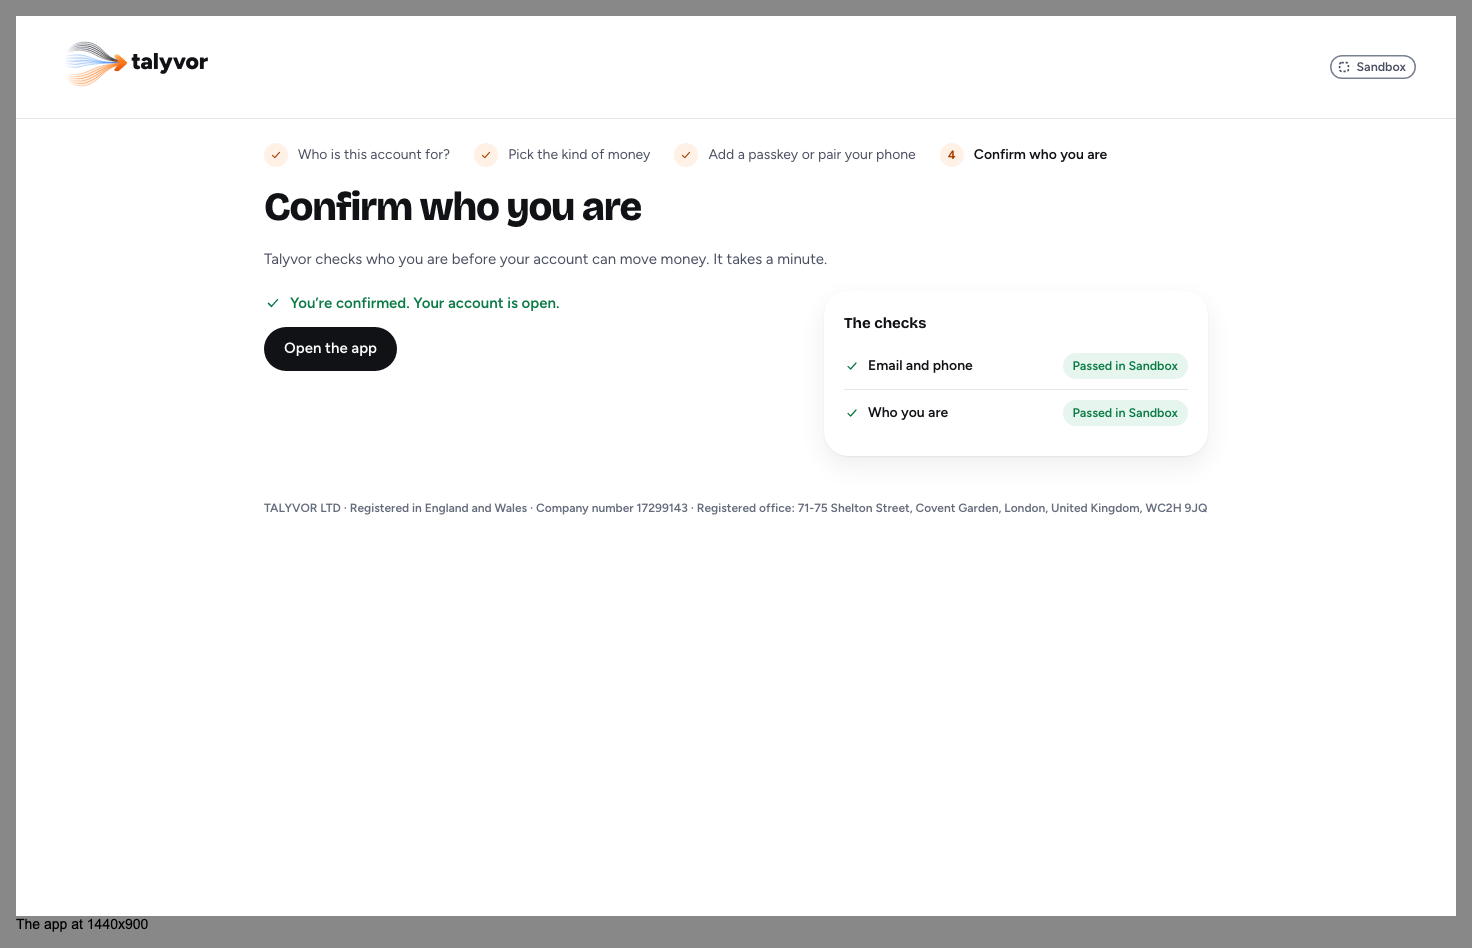 talyvor
Sandbox
Who is this account for?
Pick the kind of money
Add a passkey or pair your phone
4 Confirm who you are
Confirm who you are
Talyvor checks who you are before your account can move money. It takes a minute.
You’re confirmed. Your account is open.
Open the app
The checks
Email and phone Passed in Sandbox
Who you are Passed in Sandbox
TALYVOR LTD · Registered in England and Wales · Company number 17299143 · Registered office: 71-75 Shelton Street, Covent Garden, London, United Kingdom, WC2H 9JQ
The app at 1440x900